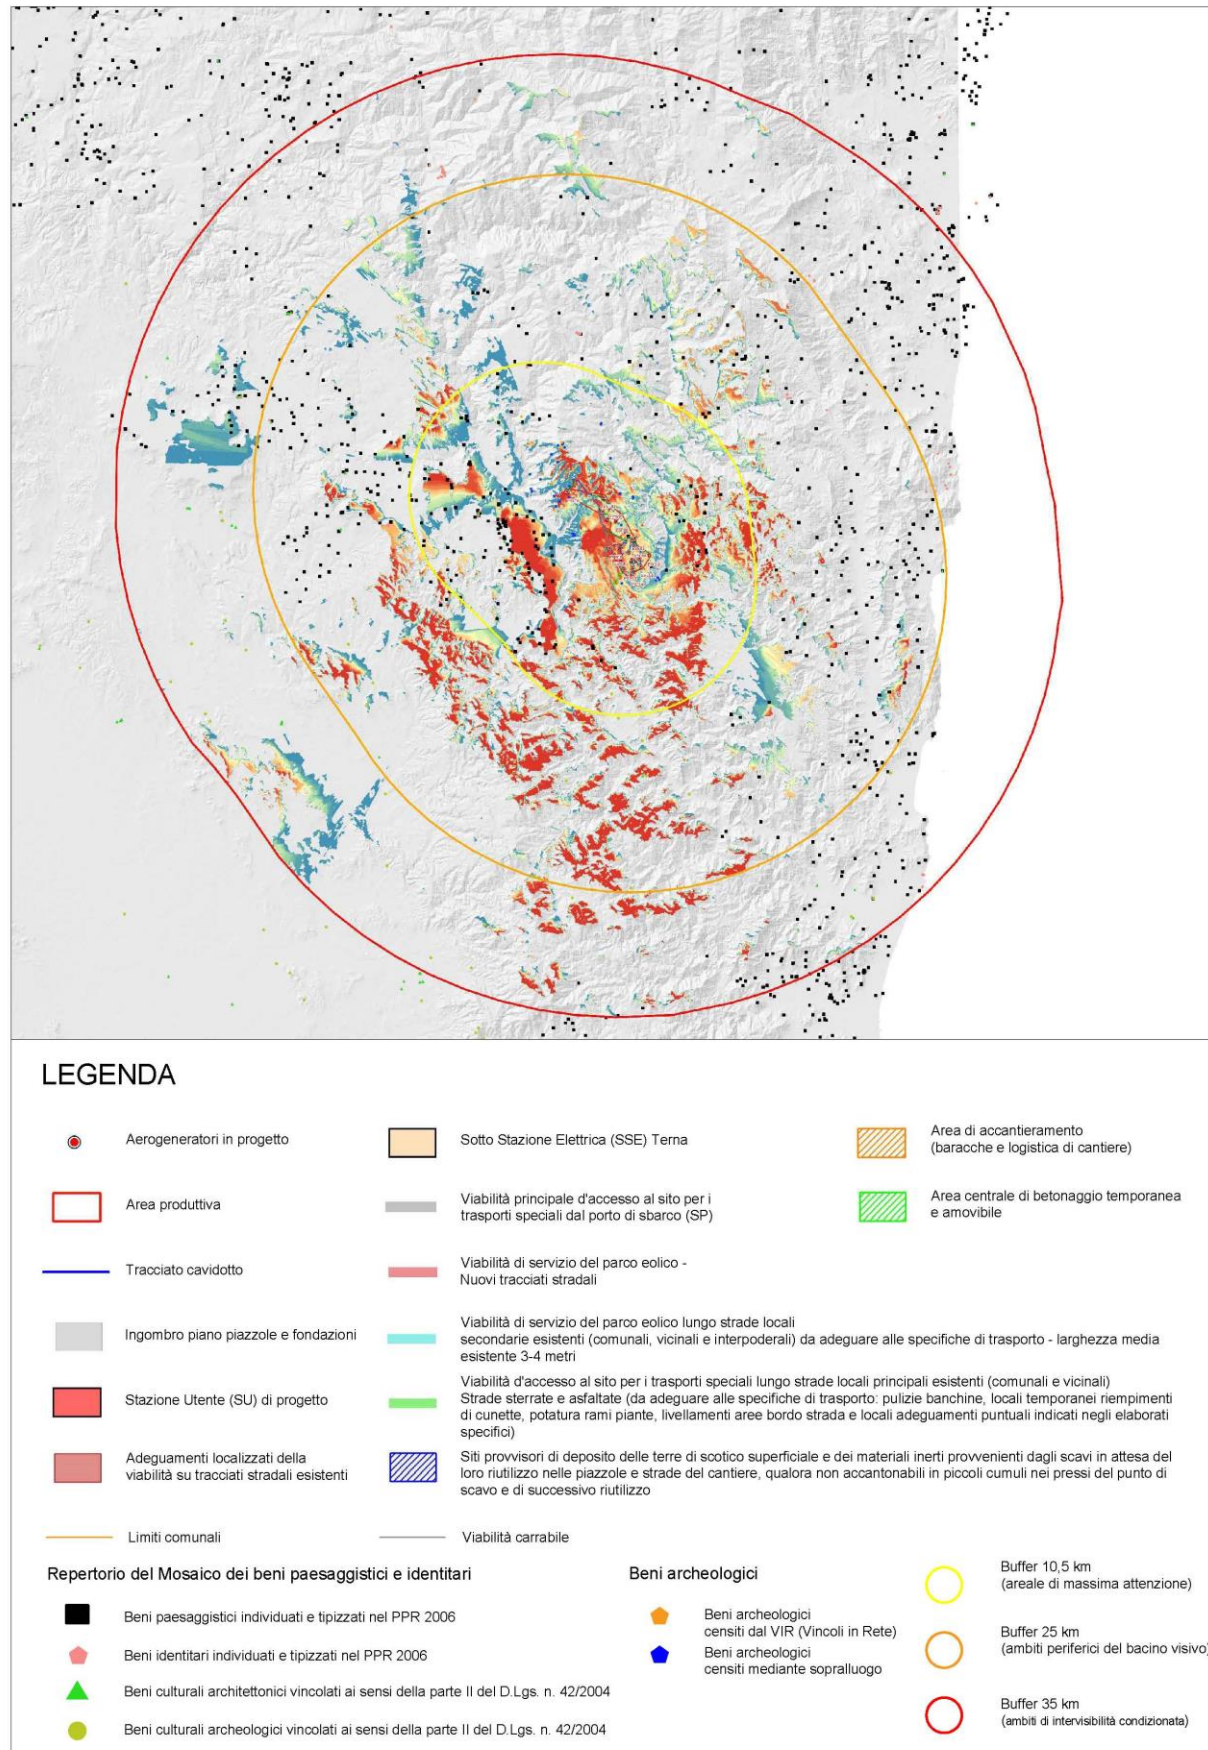 LEGENDA
Aerogeneratori in progetto
Area produttiva
Tracciato cavidotto
Ingombro piano piazzole e fondazioni
Stazione Utente (SU) di progetto
Adeguamenti localizzati della
viabilità su tracciati stradali esistenti
Limiti comunali
Sotto Stazione Elettrica (SSE) Terna
Viabilità principale d'accesso al sito per i
trasporti speciali dal porto di sbarco (SP)
Viabilità di servizio del parco eolico -
Nuovi tracciati stradali
Viabilità di servizio del parco eolico lungo strade locali
secondarie esistenti (comunali, vicinali e interpoderali) da adeguare alle specifiche di trasporto - larghezza media
esistente 3-4 metri
Viabilità d'accesso al sito per i trasporti speciali lungo strade locali principali esistenti (comunali e vicinali)
Strade sterrate e asfaltate (da adeguare alle specifiche di trasporto: pulizie banchine, locali temporanei riempimenti
di cunette, potatura rami piante, livellamenti aree bordo strada e locali adeguamenti puntuali indicati negli elaborati
specifici)
Siti provvisori di deposito delle terre di scotico superficiale e dei materiali inerti provvenienti dagli scavi in attesa del
loro riutilizzo nelle piazzole e strade del cantiere, qualora non accantonabili in piccoli cumuli nei pressi del punto di
scavo e di successivo riutilizzo
Viabilità carrabile
Area di accantieramento
(baracche e logistica di cantiere)
Area centrale di betonaggio temporanea
e amovibile
Repertorio del Mosaico dei beni paesaggistici e identitari
Beni paesaggistici individuati e tipizzati nel PPR 2006
Beni identitari individuati e tipizzati nel PPR 2006
Beni culturali architettonici vincolati ai sensi della parte II del D.Lgs. n. 42/2004
Beni culturali archeologici vincolati ai sensi della parte II del D.Lgs. n. 42/2004
Beni archeologici
Beni archeologici
censiti dal VIR (Vincoli in Rete)
Beni archeologici
censiti mediante sopralluogo
Buffer 10,5 km
(areale di massima attenzione)
Buffer 25 km
(ambiti periferici del bacino visivo)
Buffer 35 km
(ambiti di intervisibilità condizionata)